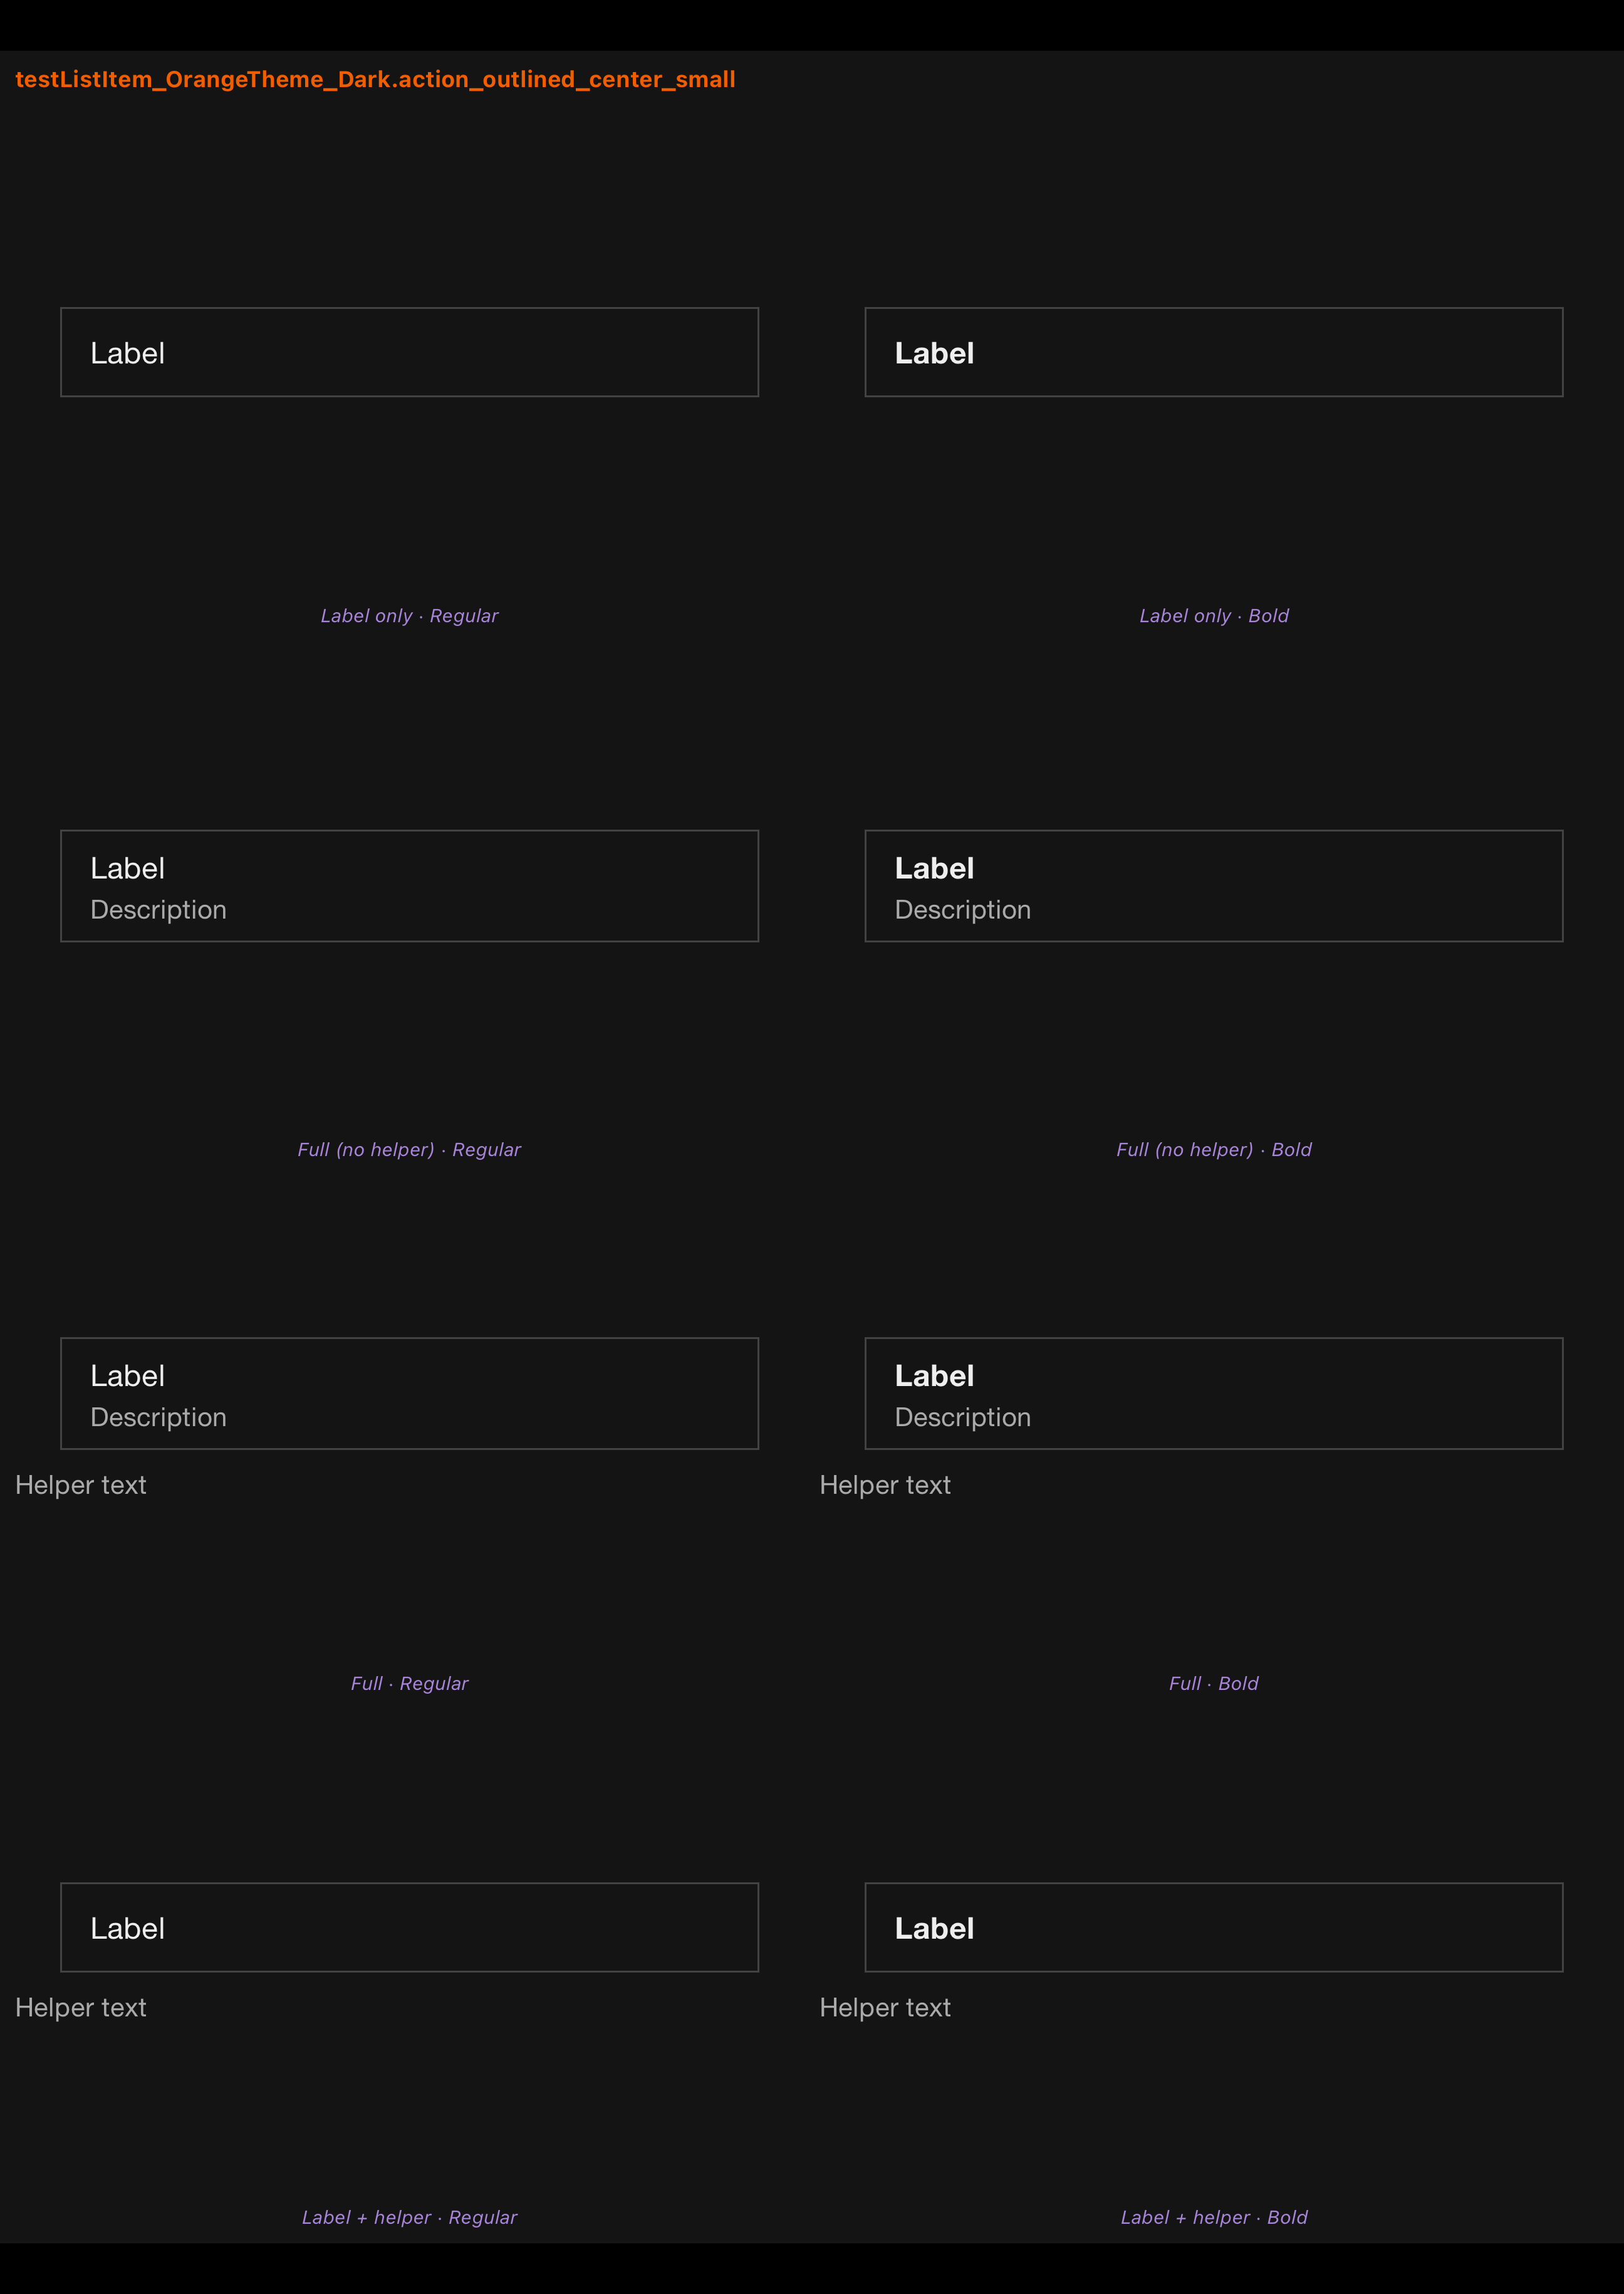 testListItem_OrangeTheme_Dark.action_outlined_center_small
Label
Label
Label only · Regular
Label only · Bold
Label
Description
Label
Description
Full (no helper) · Regular
Full (no helper) · Bold
Label
Description
Helper text
Label
Description
Helper text
Full · Regular
Full · Bold
Label
Helper text
Label
Helper text
Label + helper · Regular
Label + helper · Bold